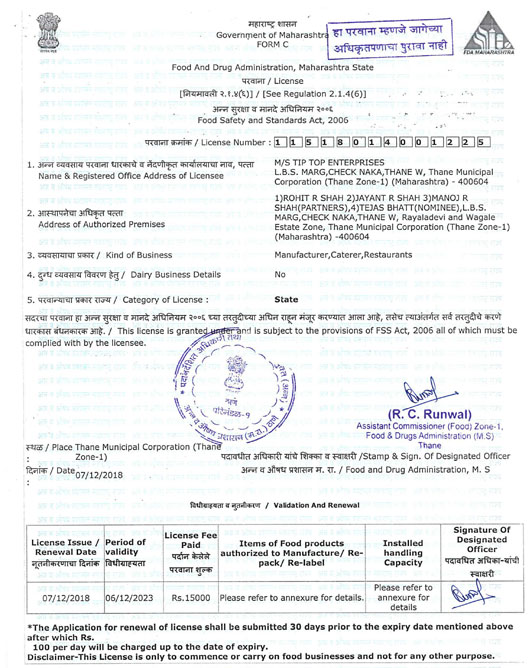 महाराष्ट्र शासन
Government of Maharashtra
FORM C
हा परवाना म्हणजे जागेच्या
अधिकृतपणाचा पुरावा नाही
FDA MAHARASHTRA
Food And Drug Administration, Maharashtra State
परवाना / License
[नियमावली २.१.४(६)] / [See Regulation 2.1.4(6)]
अन्न सुरक्षा व मानदे अधिनियम २००६
Food Safety and Standards Act, 2006
परवाना क्रमांक / License Number : 1 1 5 1 8 0 1 4 0 0 1 2 2 5
1. अन्न व्यवसाय परवाना धारकाचे व नेंदणीकृत कार्यालयाचा नाव, पत्ता
Name & Registered Office Address of Licensee
M/S TIP TOP ENTERPRISES
L.B.S. MARG,CHECK NAKA,THANE W, Thane Municipal
Corporation (Thane Zone-1) (Maharashtra) - 400604
2. आस्थापनेचा अधिकृत पत्ता
Address of Authorized Premises
1)ROHIT R SHAH 2)JAYANT R SHAH 3)MANOJ R
SHAH(PARTNERS),4)TEJAS BHATT(NOMINEE),L.B.S.
MARG,CHECK NAKA,THANE W, Rayaladevi and Wagale
Estate Zone, Thane Municipal Corporation (Thane Zone-1)
(Maharashtra) -400604
3. व्यवसायाचा प्रकार / Kind of Business
Manufacturer,Caterer,Restaurants
4. दुग्ध व्यवसाय विवरण हेतु / Dairy Business Details
No
5. परवान्याचा प्रकार राज्य / Category of License :
State
सदरचा परवाना हा अन्न सुरक्षा व मानदे अधिनियम २००६ च्या तरतुदीच्या अधिन राहून मंजूर करण्यात आला आहे, तसेच त्याअंतर्गत सर्व तरतुदीचे करणे
धारकास बंधनकारक आहे. / This license is granted under and is subject to the provisions of FSS Act, 2006 all of which must be
complied with by the licensee.
ठाणे
परिमंडळ-१
(R. C. Runwal)
Assistant Commissioner (Food) Zone-1,
Food & Drugs Administration (M.S)
Thane
स्थळ / Place Thane Municipal Corporation (Thane
: Zone-1)
पदावधीत अधिकारी यांचे शिक्का व स्वाक्षरी /Stamp & Sign. Of Designated Officer
दिनांक / Date 07/12/2018
:
अन्न व औषध प्रशासन म. रा. / Food and Drug Administration, M. S
विधीग्राहयता व नूतनीकरण / Validation And Renewal
License Issue /
Renewal Date
नूतनीकरणाचा दिनांक
Period of
validity
विधीग्राहयता
License Fee
Paid
पर्दान केलेले
परवाना शुल्क
Items of Food products
authorized to Manufacture/ Re-
pack/ Re-label
Installed
handling
Capacity
Signature Of
Designated
Officer
पदावधित अधिका-यांची
स्वाक्षरी
07/12/2018
06/12/2023
Rs.15000
Please refer to annexure for details.
Please refer to
annexure for
details
*The Application for renewal of license shall be submitted 30 days prior to the expiry date mentioned above
after which Rs.
100 per day will be charged up to the date of expiry.
Disclaimer-This License is only to commence or carry on food business and not for any other purpose.